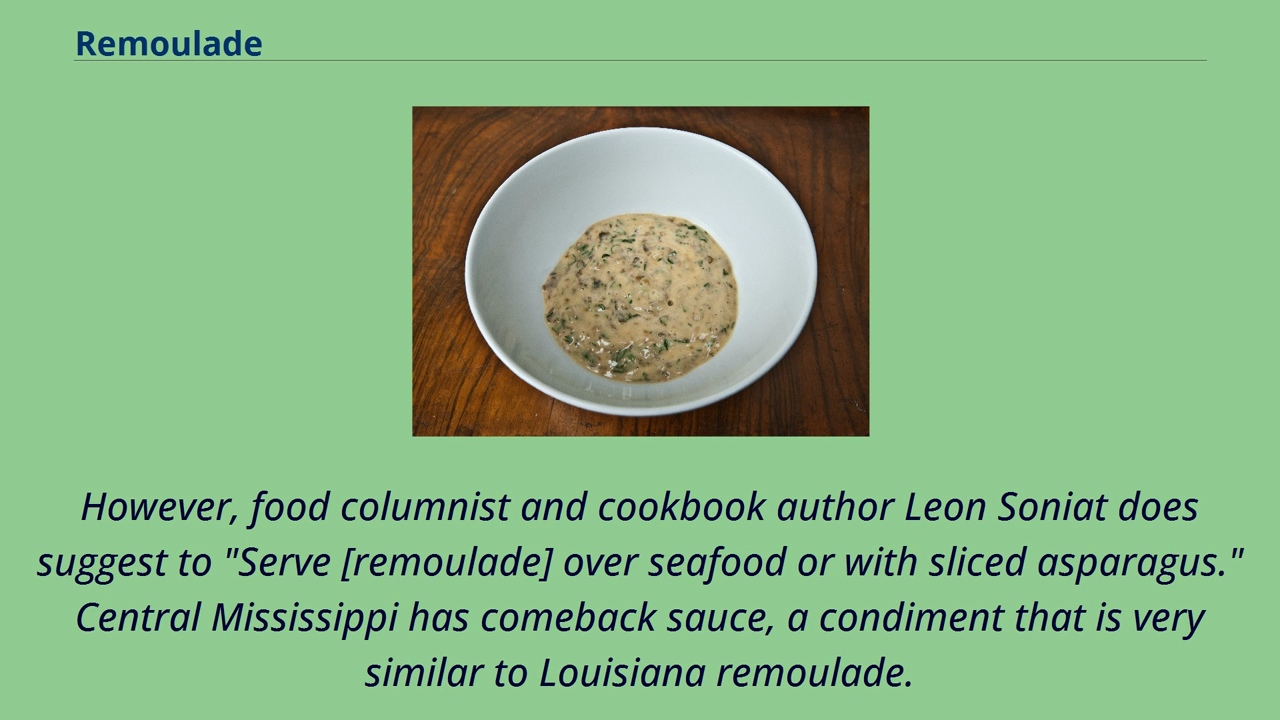 Remoulade
However, food columnist and cookbook author Leon Soniat does
suggest to "Serve [remoulade] over seafood or with sliced asparagus."
Central Mississippi has comeback sauce, a condiment that is very
similar to Louisiana remoulade.